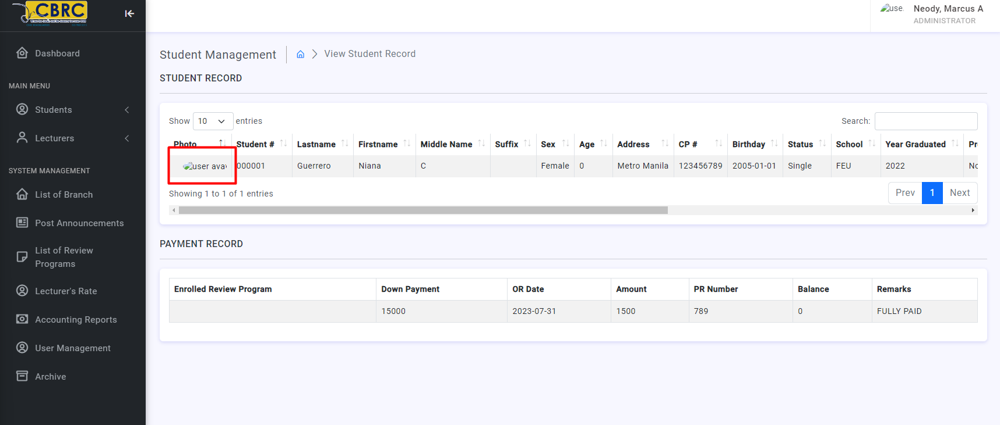 CBRC
use
Neody, Marcus A
ADMINISTRATOR
Dashboard
MAIN MENU
Students
Lecturers
SYSTEM MANAGEMENT
List of Branch
Post Announcements
List of Review
Programs
Lecturer's Rate
Accounting Reports
User Management
Archive
Student Management
View Student Record
STUDENT RECORD
Show 10 entries
Search:
Photo Student # Lastname Firstname Middle Name Suffix Sex Age Address CP # Birthday Status School Year Graduated Pr
user ava 000001 Guerrero Niana C Female 0 Metro Manila 123456789 2005-01-01 Single FEU 2022 No
Showing 1 to 1 of 1 entries
Prev 1 Next
PAYMENT RECORD
Enrolled Review Program Down Payment OR Date Amount PR Number Balance Remarks
15000 2023-07-31 1500 789 0 FULLY PAID